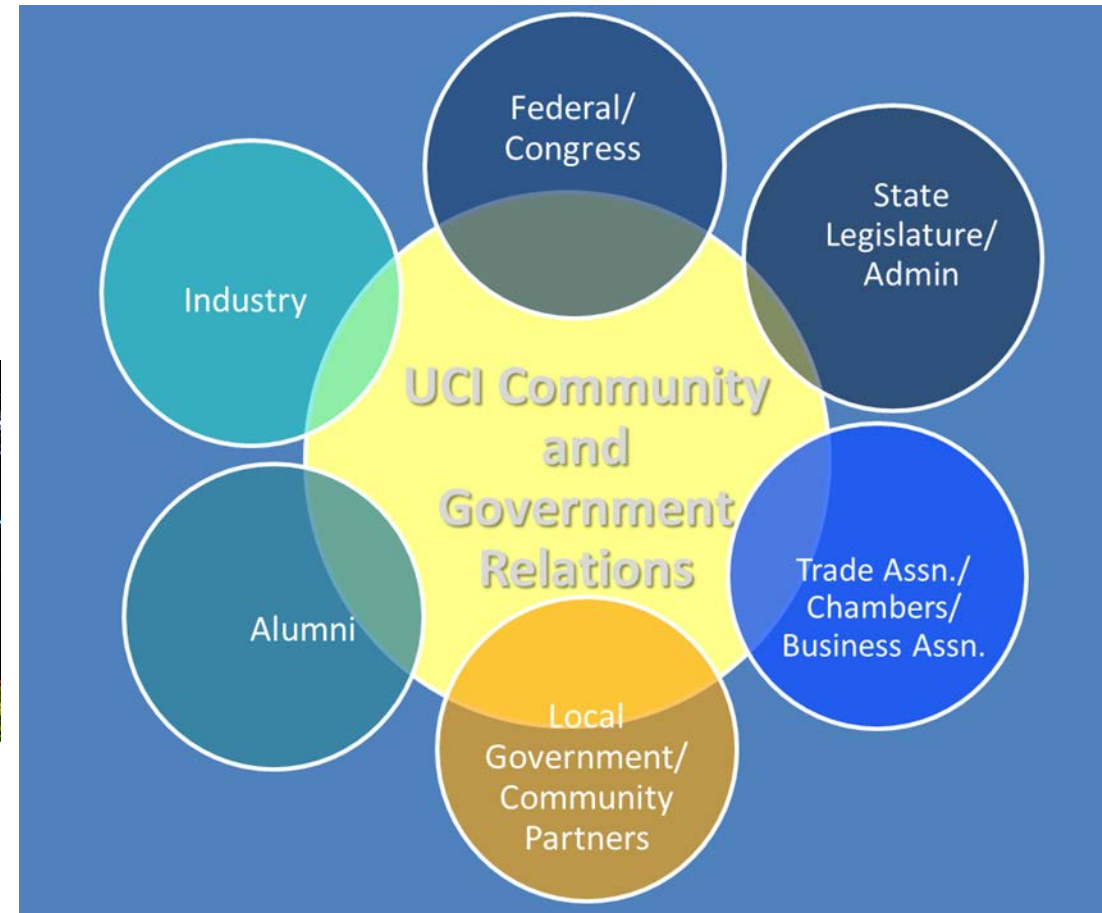 Federal/
Congress
State
Legislature/
Admin
Industry
UCI Community
and
Government
Relations
Trade Assn./
Chambers/
Business Assn.
Alumni
Local
Government/
Community
Partners